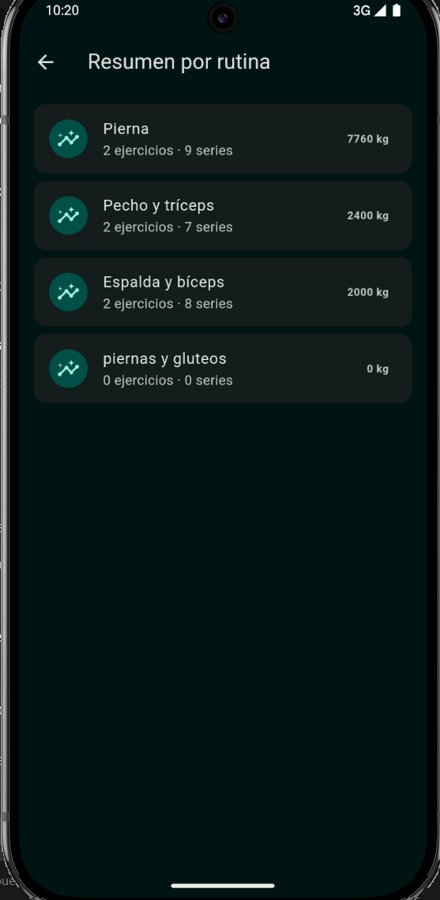 10:20
3G
Resumen por rutina
Pierna
2 ejercicios · 9 series
7760 kg
Pecho y tríceps
2 ejercicios · 7 series
2400 kg
Espalda y bíceps
2 ejercicios · 8 series
2000 kg
piernas y gluteos
0 ejercicios · 0 series
0 kg